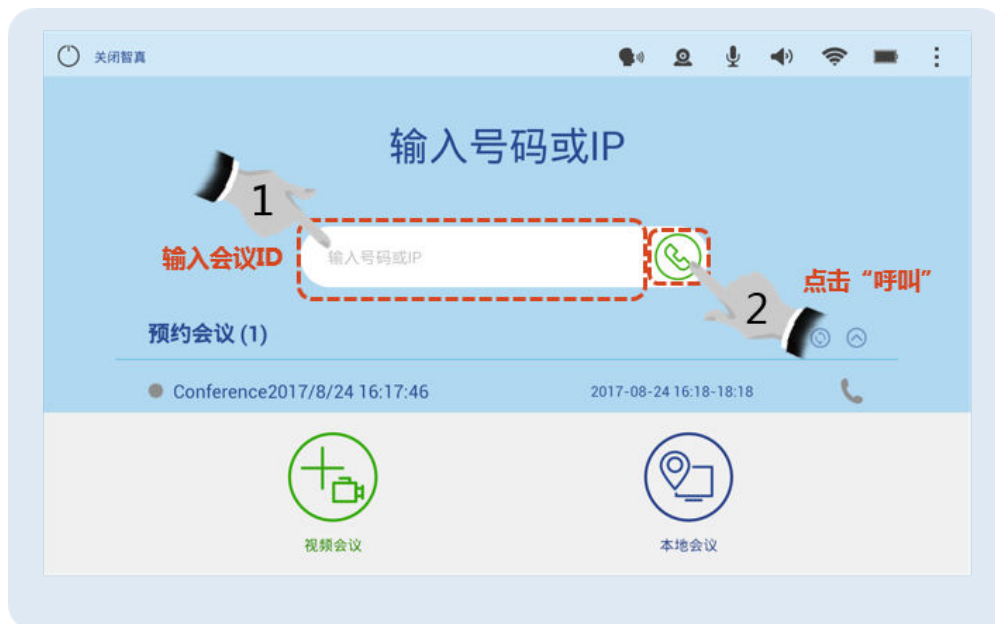 关闭智真
输入号码或IP
1
输入会议ID
输入号码或IP
2
点击“呼叫”
预约会议 (1)
Conference2017/8/24 16:17:46
2017-08-24 16:18-18:18
视频会议
本地会议